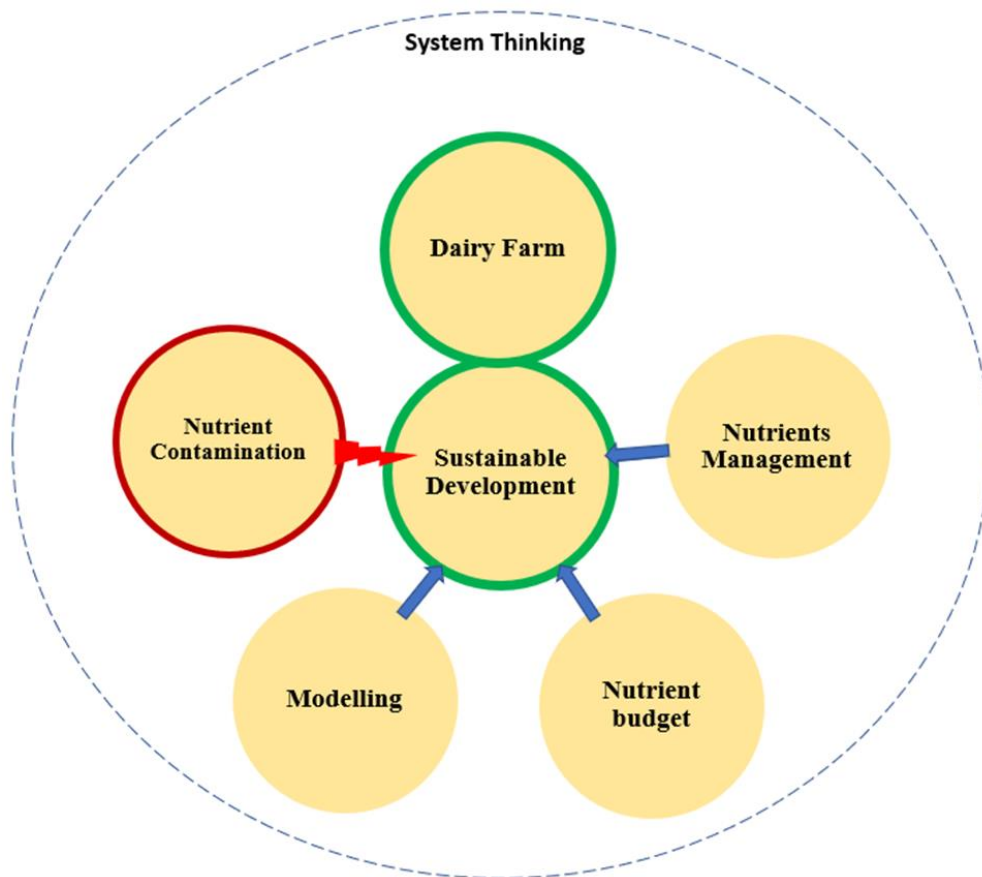 System Thinking
Dairy Farm
Nutrient
Contamination
Sustainable
Development
Nutrients
Management
Modelling
Nutrient
budget